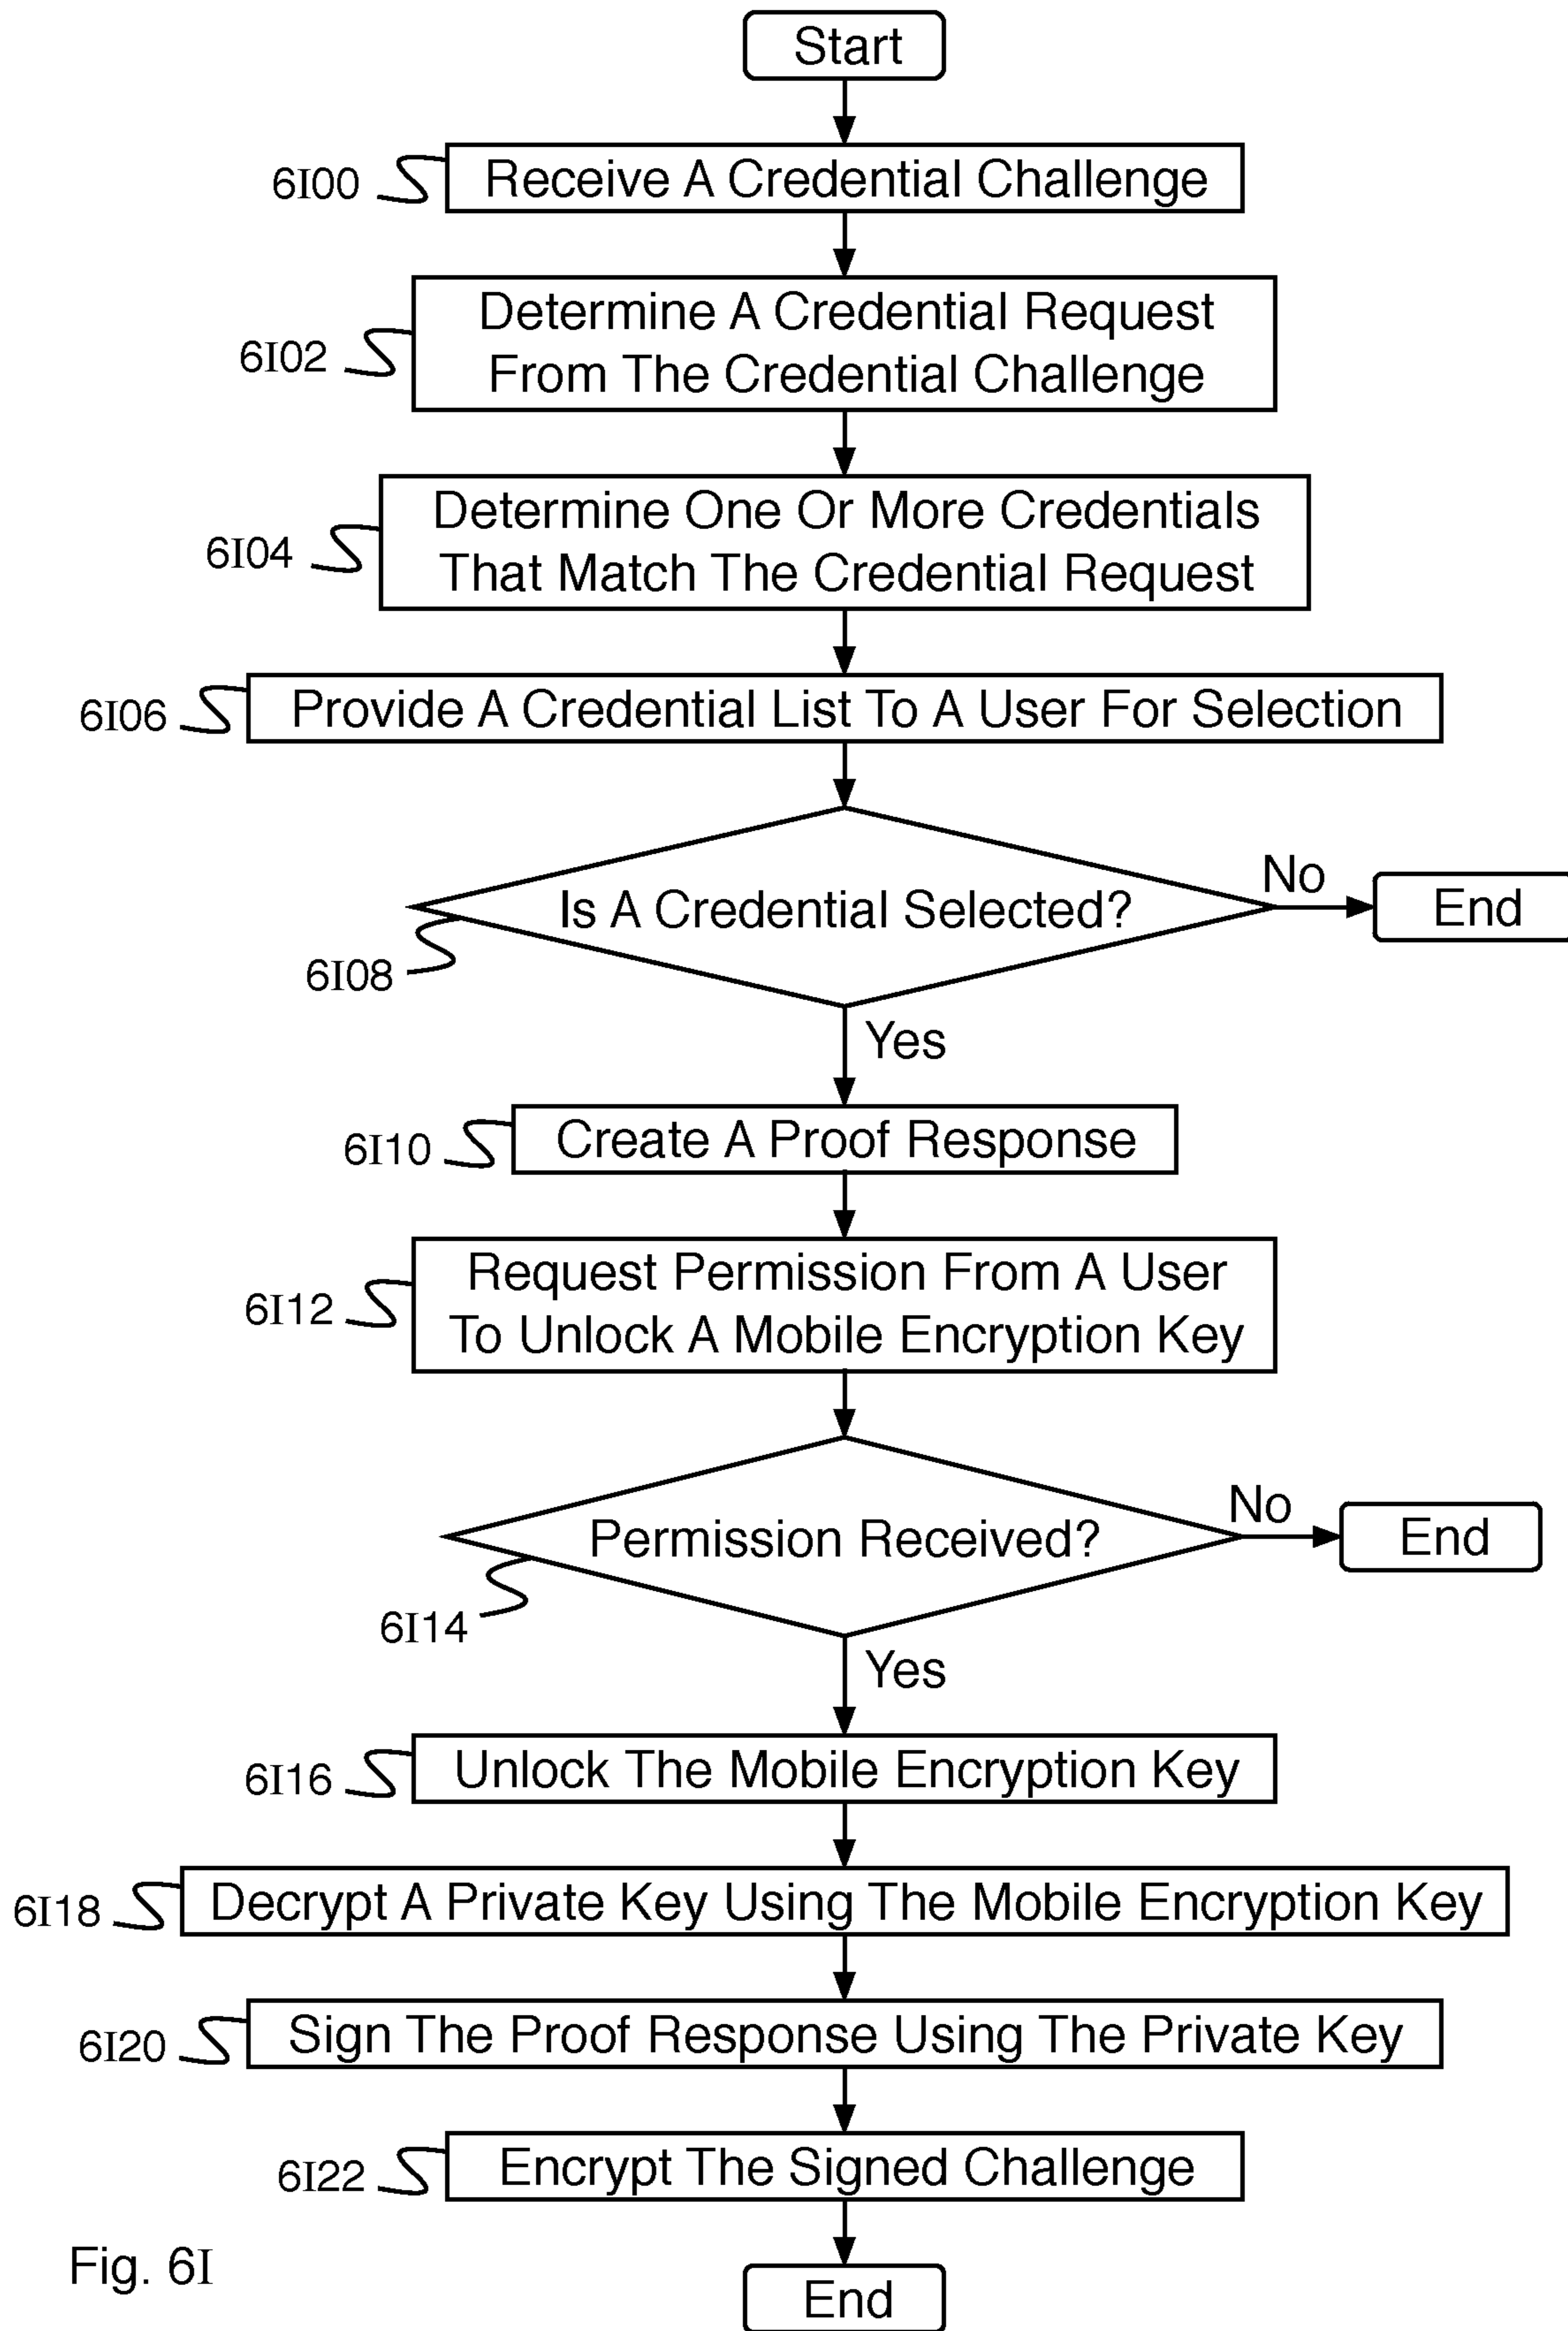 Start
6I00
Receive A Credential Challenge
6I02
Determine A Credential Request
From The Credential Challenge
6I04
Determine One Or More Credentials
That Match The Credential Request
6I06
Provide A Credential List To A User For Selection
Is A Credential Selected?
No
End
6I08
Yes
6I10
Create A Proof Response
6I12
Request Permission From A User
To Unlock A Mobile Encryption Key
Permission Received?
No
End
6I14
Yes
6I16
Unlock The Mobile Encryption Key
6I18
Decrypt A Private Key Using The Mobile Encryption Key
6I20
Sign The Proof Response Using The Private Key
6I22
Encrypt The Signed Challenge
Fig. 6I
End